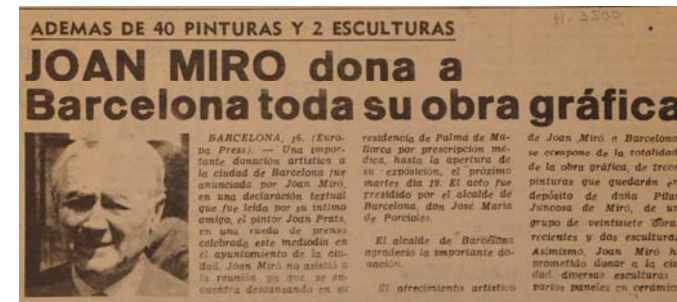 H. 3500
ADEMAS DE 40 PINTURAS Y 2 ESCULTURAS
JOAN MIRO dona a
Barcelona toda su obra gráfica
BARCELONA, 16. (Euro-
pa Press). — Una impor-
tante donación artística a
la ciudad de Barcelona fue
anunciada por Joan Miró,
en una declaración textual
que fue leída por su íntimo
amigo, el pintor Joan Prats,
en una rueda de prensa
celebrada este mediodía en
el ayuntamiento de la ciu-
dad. Joan Miró no asistió a
la reunión ya que se en-
cuentra descansando en su
residencia de Palma de Ma-
llorca por prescripcion mé-
dica, hasta la apertura de
su exposición, el próximo
martes día 19. El acto fue
presidido por el alcalde de
Barcelona, don José María
de Porcioles.
El alcalde de Barcelona
agradeció la importante do-
nación.
El ofrecimiento artístico
de Joan Miró a Barcelona
se compone de la totalidad
de la obra gráfica, de trece
pinturas que quedarán en
depósito de doña Pilar
Juncosa de Miró, de un
grupo de veintisiete obra
recientes y dos escultura
Asimismo, Joan Miró h
prometido donar a la ciu
dad diversas esculturas
varios paneles en cerámic